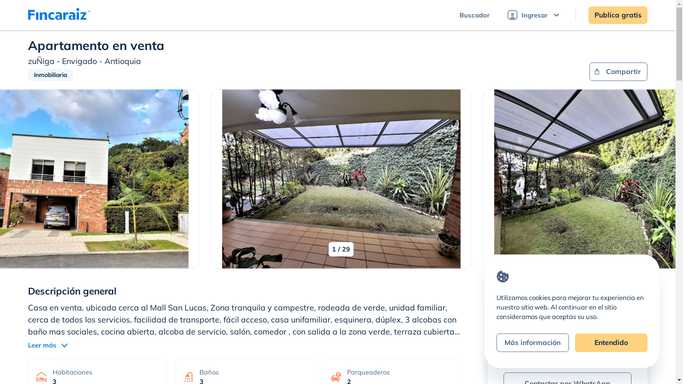 Fincaraiz
Buscador
Ingresar
Publica gratis
Apartamento en venta
zuÑiga - Envigado - Antioquia
Inmobiliaria
Compartir
1 / 29
Descripción general
Casa en venta, ubicada cerca al Mall San Lucas, Zona tranquila y campestre, rodeada de verde, unidad familiar,
cerca de todos los servicios, facilidad de transporte, fácil acceso, casa unifamiliar, esquinera, dúplex, 3 alcobas con
baño mas sociales, cocina abierta, alcoba de servicio, salón, comedor , con salida a la zona verde, terraza cubierta...
Leer más
Habitaciones
3
Baños
3
Parqueaderos
2
Utilizamos cookies para mejorar tu experiencia en
nuestro sitio web. Al continuar en el sitio
consideramos que aceptas su uso.
Más información
Entendido
Contactar por WhatsApp